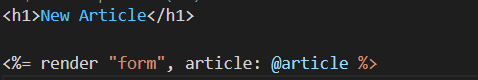 <h1>New Article</h1>
<%= render "form", article: @article %>